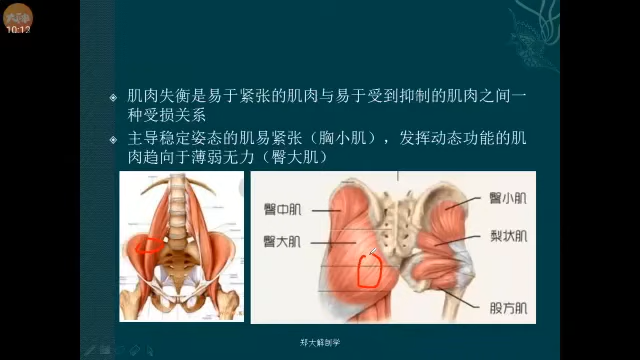 10:12
肌肉失衡是易于紧张的肌肉与易于受到抑制的肌肉之间一
种受损关系
主导稳定姿态的肌易紧张（胸小肌），发挥动态功能的肌
肉趋向于薄弱无力（臀大肌）
臀中肌
臀小肌
臀大肌
梨状肌
股方肌
郑大解剖学